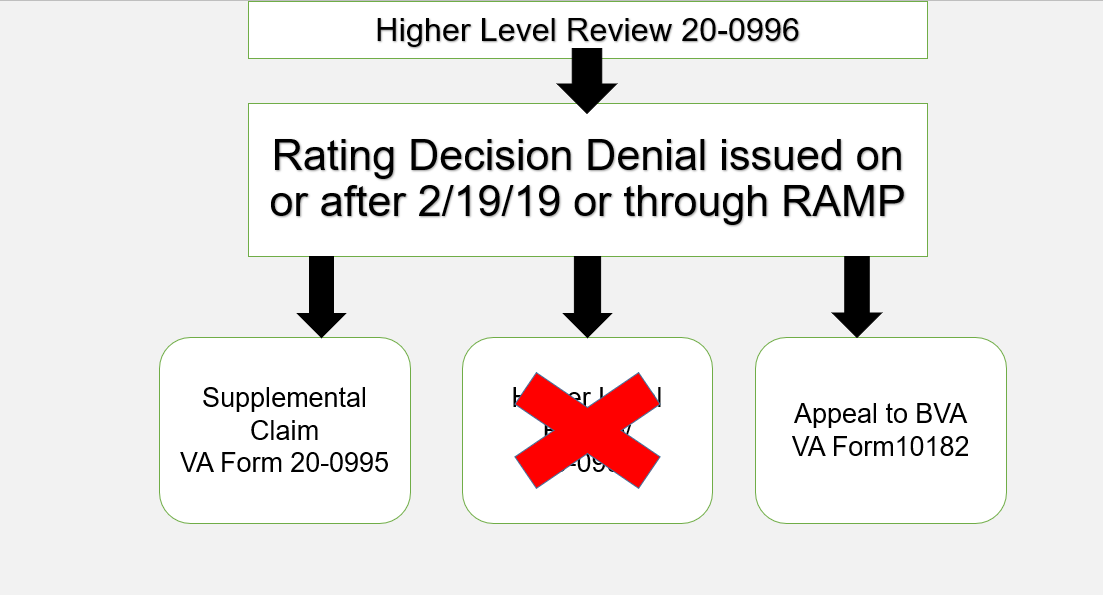 Higher Level Review 20-0996
Rating Decision Denial issued on
or after 2/19/19 or through RAMP
Supplemental
Claim
VA Form 20-0995
Appeal to BVA
VA Form10182